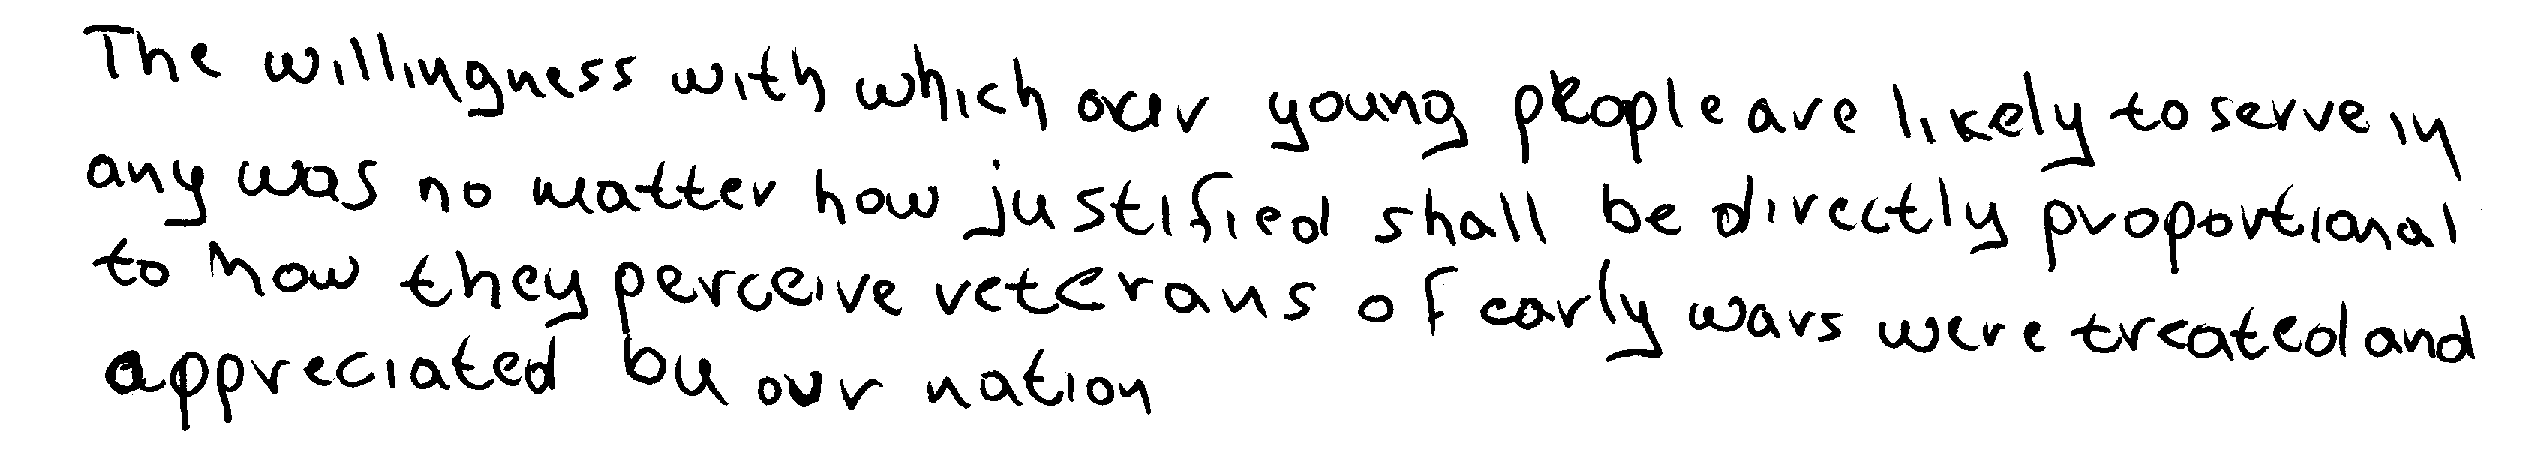 The willingness with which our young people are likely to serve in
any was no matter how justified shall be directly proportional
to how they perceive veterans of early wars were treated and
appreciated bu our nation